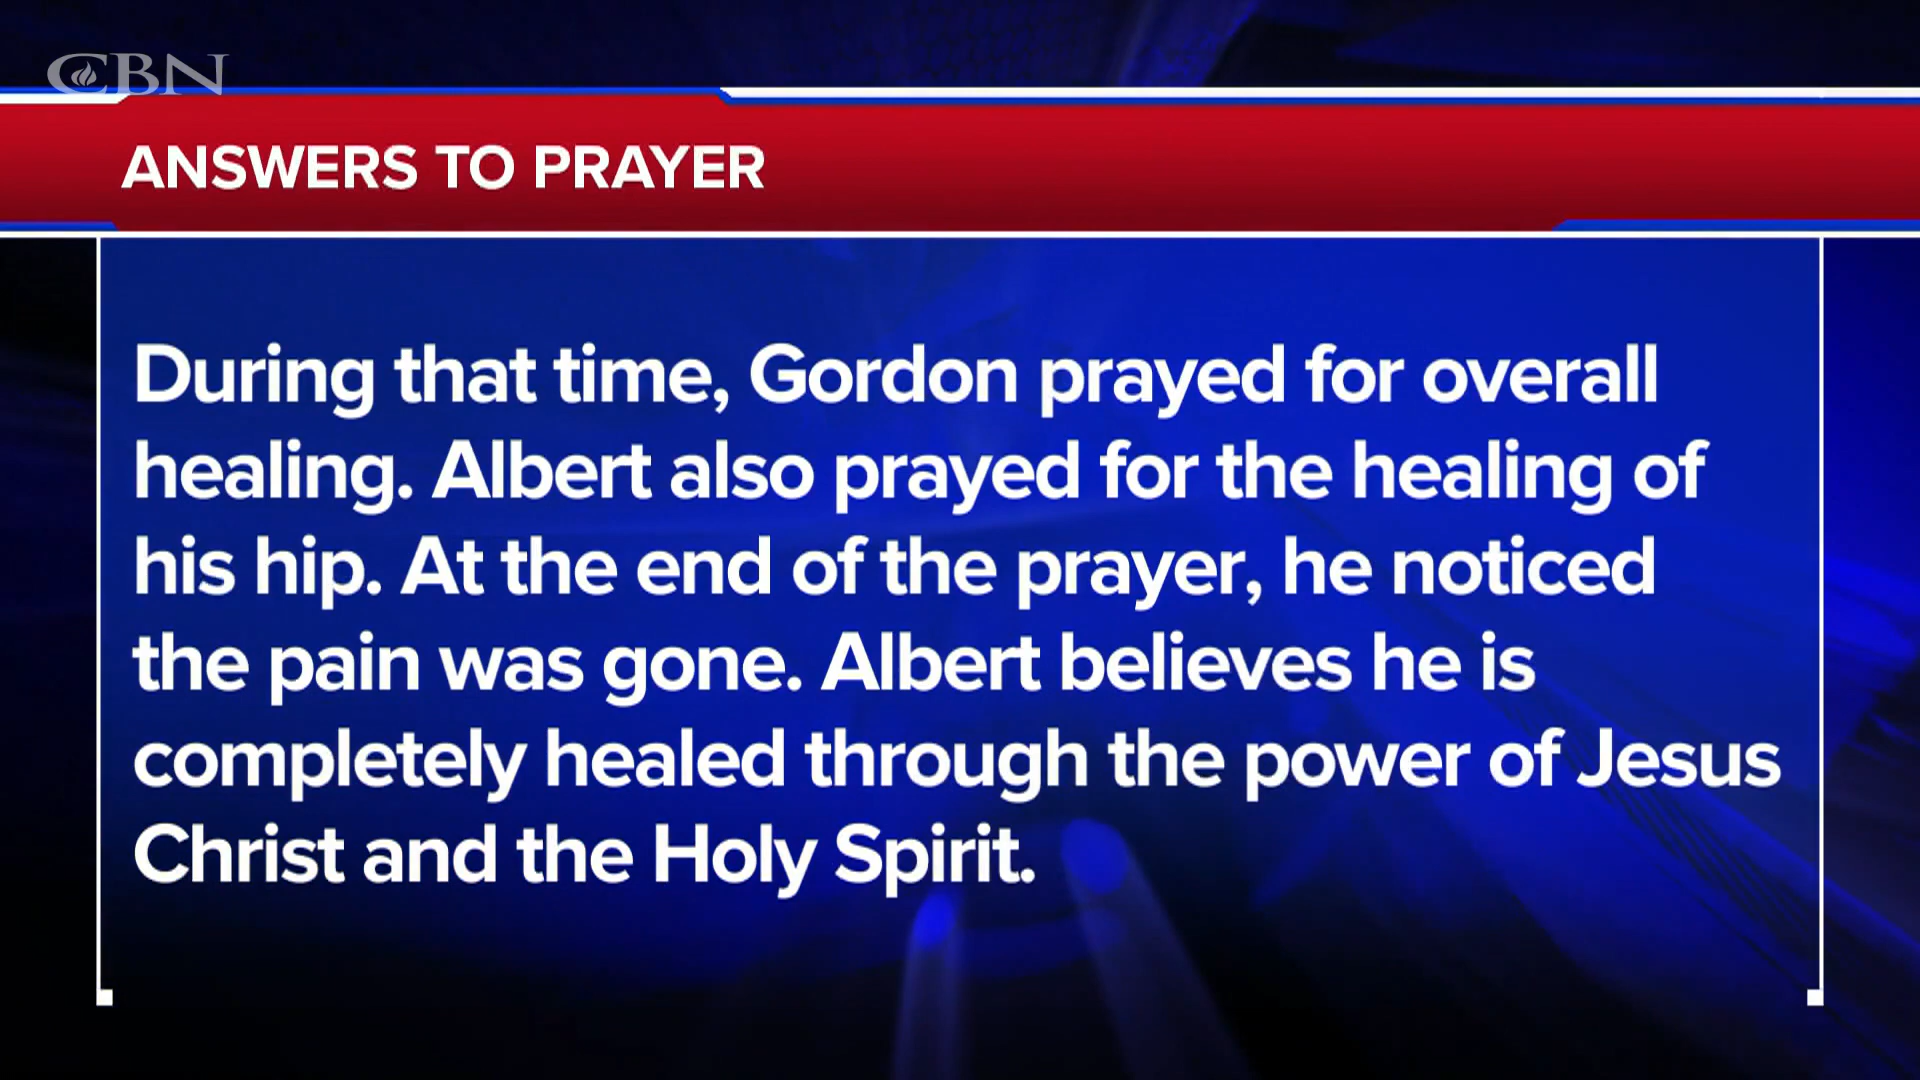 CBN
ANSWERS TO PRAYER
During that time, Gordon prayed for overall
healing. Albert also prayed for the healing of
his hip. At the end of the prayer, he noticed
the pain was gone. Albert believes he is
completely healed through the power of Jesus
Christ and the Holy Spirit.